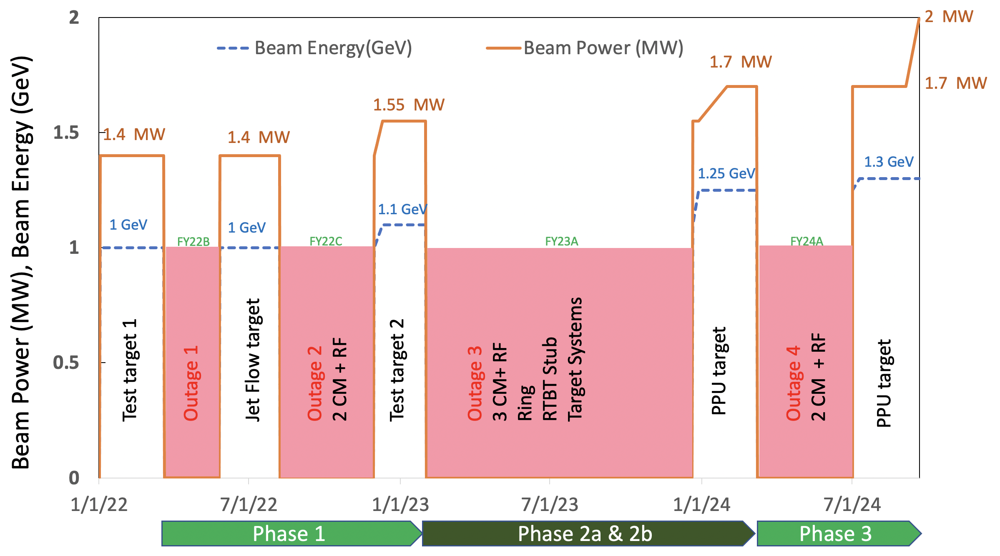 Beam Power (MW), Beam Energy (GeV)
2
1.5
1
0.5
0
Beam Energy(GeV)
Beam Power (MW)
2  MW
1.7  MW
1.7  MW
1.55  MW
1.4  MW
1.4  MW
1 GeV
1 GeV
1.1 GeV
1.25 GeV
1.3 GeV
FY22B
FY22C
FY23A
FY24A
Test target 1
Outage 1
Jet Flow target
Outage 2
2 CM + RF
Test target 2
Outage 3
3 CM+ RF
Ring
RTBT Stub
Target Systems
PPU target
Outage 4
2 CM  + RF
PPU target
1/1/22
7/1/22
1/1/23
7/1/23
1/1/24
7/1/24
Phase 1
Phase 2a & 2b
Phase 3